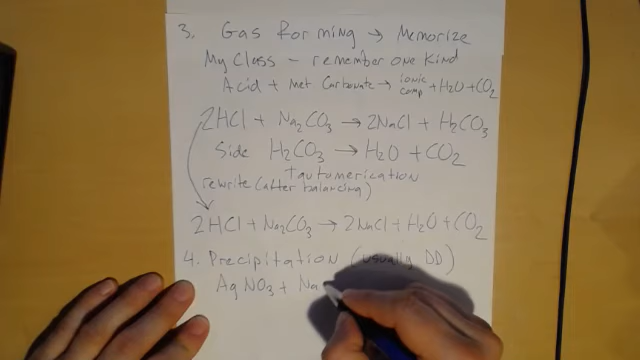 3. Gas Forming → Memorize
My Class - remember one Kind
Acid + Met Carbonate → ionic comp + H2O + CO2
2HCl + Na2CO3 → 2NaCl + H2CO3
Side H2CO3 → H2O + CO2
tautomerication
rewrite (after balancing)
2HCl + Na2CO3 → 2NaCl + H2O + CO2
4. Precipitation (usually DD)
AgNO3 + Na